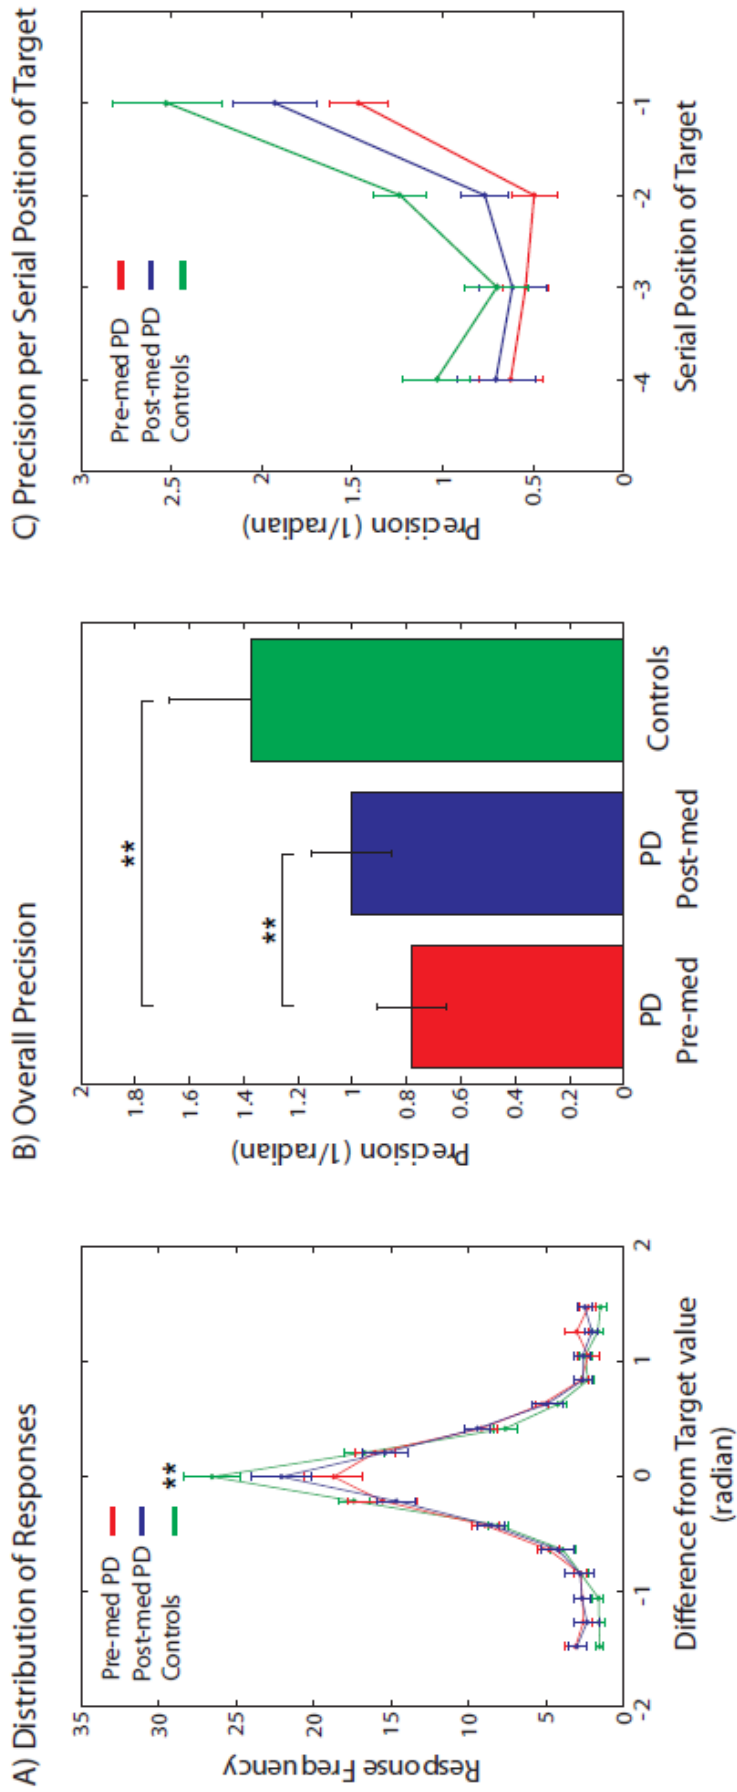 A) Distribution of Responses
35
30
25
20
15
10
5
0
Response Frequency
Pre-med PD
Post-med PD
Controls
**
-2
-1
0
1
2
Difference from Target value
(radian)
B) Overall Precision
2
1.8
1.6
1.4
1.2
1
0.8
0.6
0.4
0.2
0
Precision (1/radian)
**
**
PD
Pre-med
PD
Post-med
Controls
C) Precision per Serial Position of Target
3
2.5
2
1.5
1
0.5
0
Precision (1/radian)
Pre-med PD
Post-med PD
Controls
-4
-3
-2
-1
Serial Position of Target